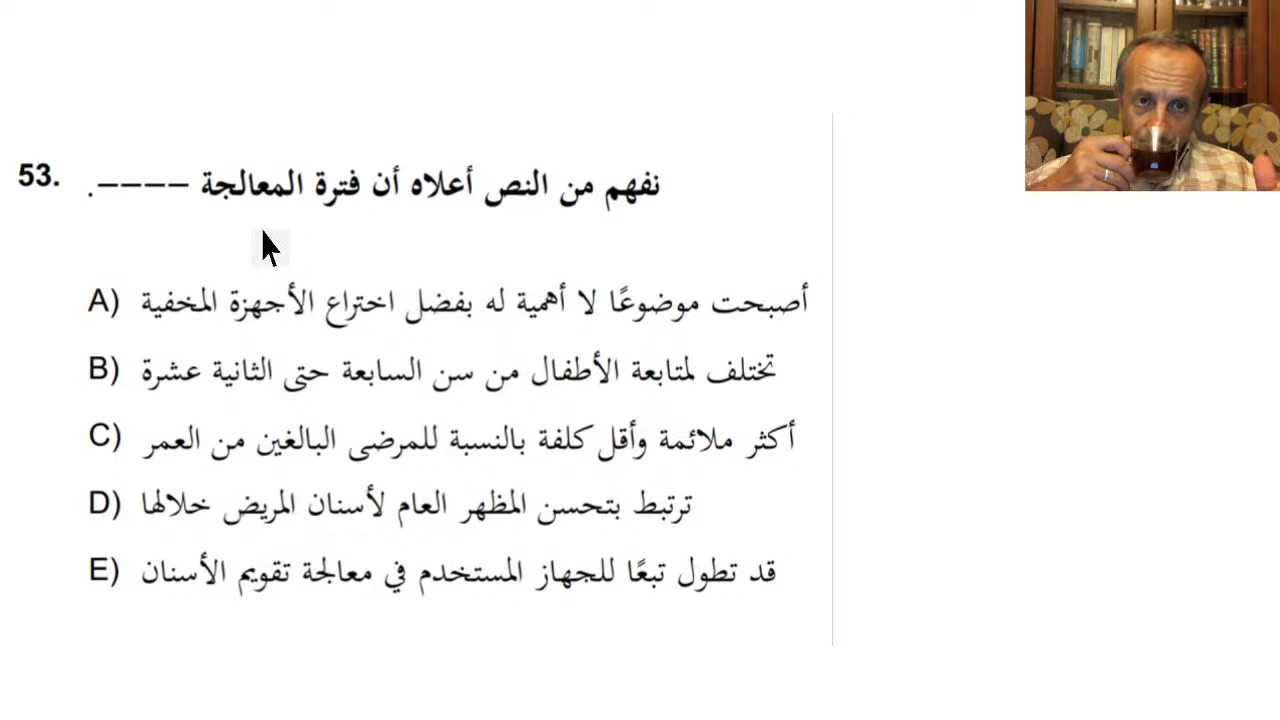 53. نفهم من النص أعلاه أن فترة المعالجة ----.
A) أصبحت موضوعًا لا أهمية له بفضل اختراع الأجهزة المخفية
B) تختلف لمتابعة الأطفال من سن السابعة حتى الثانية عشرة
C) أكثر ملائمة وأقل كلفة بالنسبة للمرضى البالغين من العمر
D) ترتبط بتحسن المظهر العام لأسنان المريض خلالها
E) قد تطول تبعًا للجهاز المستخدم في معالجة تقويم الأسنان